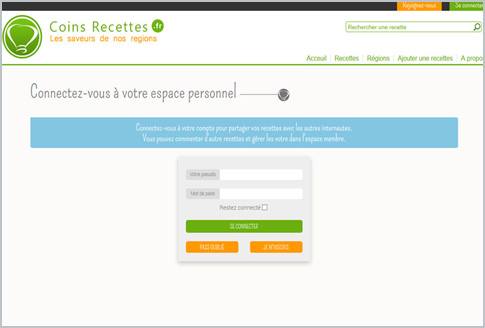 Rejoignez-nous
Se connecter
Coins Recettes .fr
Les saveurs de nos regions
Rechercher une recette
Acceuil Recettes Régions Ajouter une recettes A propo
Connectez-vous à votre espace personnel
Connectez-vous à votre compte pour partager vos recettes avec les autres internautes.
Vous pouvez commenter d'autre recettes et gérer les votre dans l'espace membre.
Votre pseudo
Mot de pass
Restez connecté
SE CONNECTER
PASS OUBLIÉ JE M'INSCRIS